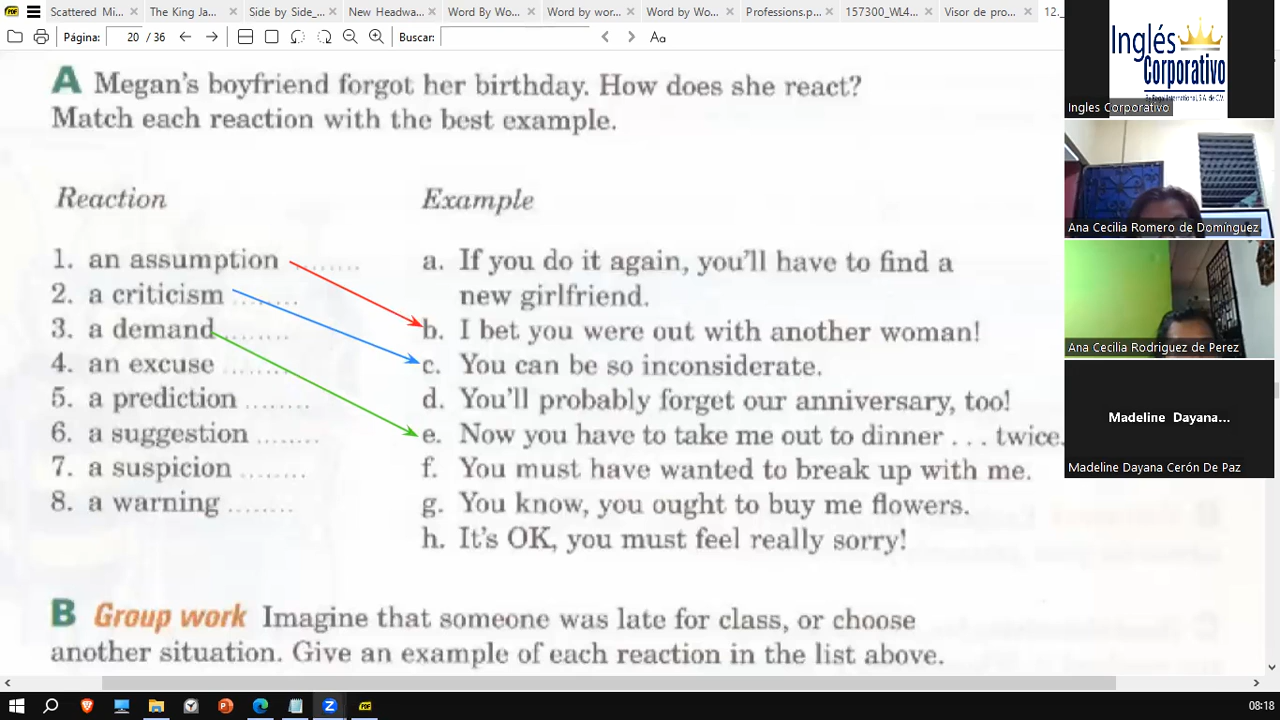 Scattered Mi...
The King Ja...
Side by Side_...
New Headwa...
Word By Wo...
Word by wor...
Word by Wo...
Professions.p...
157300_WL4...
Visor de pro...
12._
Página:
20 / 36
Buscar:
Aa
A Megan's boyfriend forgot her birthday. How does she react?
Match each reaction with the best example.
Reaction
Example
1. an assumption ........
2. a criticism ........
3. a demand ........
4. an excuse ........
5. a prediction ........
6. a suggestion ........
7. a suspicion ........
8. a warning ........
a. If you do it again, you'll have to find a
new girlfriend.
b. I bet you were out with another woman!
c. You can be so inconsiderate.
d. You'll probably forget our anniversary, too!
e. Now you have to take me out to dinner . . . twice.
f. You must have wanted to break up with me.
g. You know, you ought to buy me flowers.
h. It's OK, you must feel really sorry!
B Group work Imagine that someone was late for class, or choose
another situation. Give an example of each reaction in the list above.
Inglés
Corporativo
Ingles Corporativo
Ana Cecilia Romero de Dominguez
Ana Cecilia Rodriguez de Perez
Madeline Dayana...
Madeline Dayana Cerón De Paz
08:18